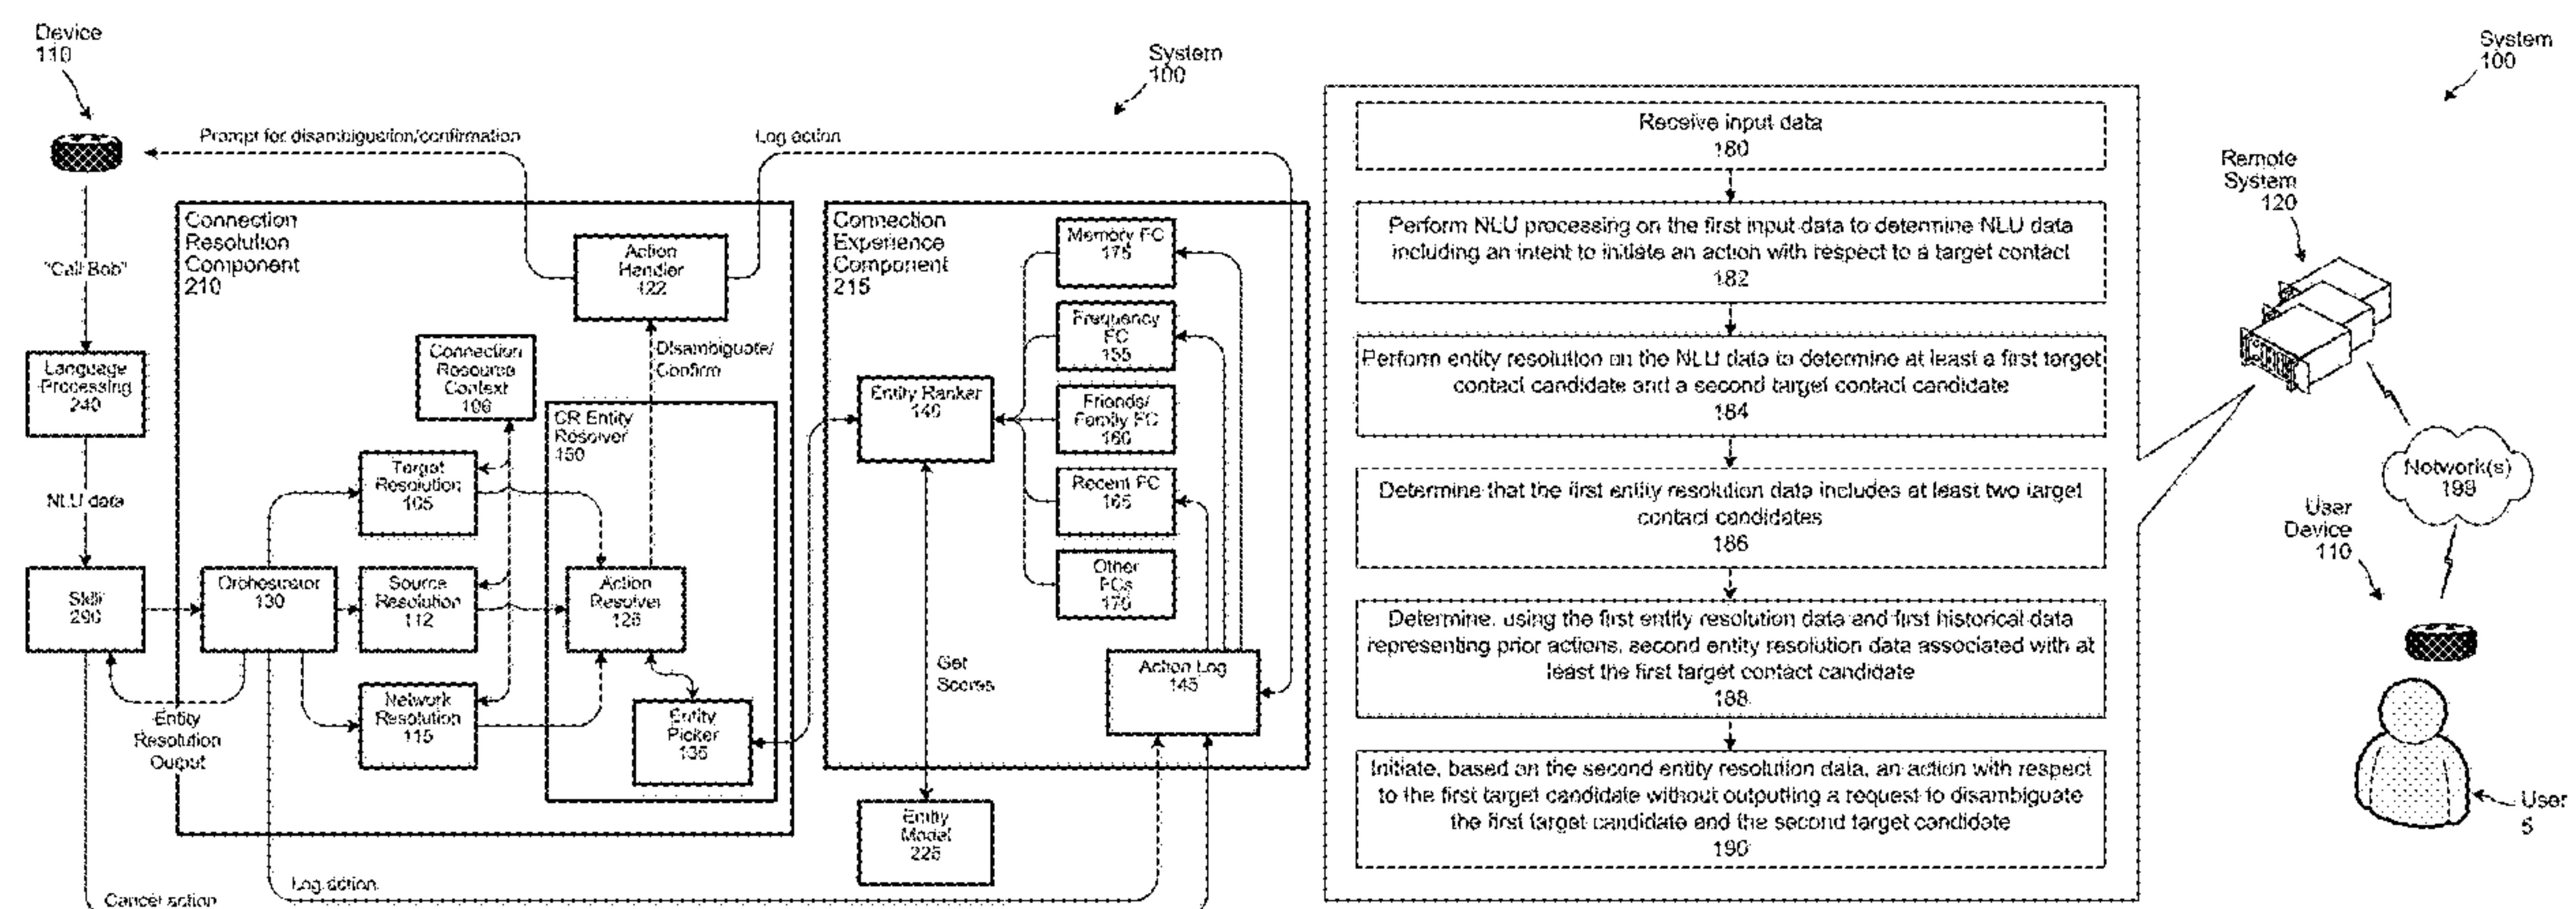 Device
110
System
100
Prompt for disambiguation/confirmation
Log action
"Call Bob"
Language
Processing
240
NLU data
Skill
290
Connection
Resolution
Component
210
Action
Handler
122
Connection
Resource
Context
Disambiguate/
Confirm
CR Entity
Resolver
150
Target
Resolution
105
Orchestrator
130
Source
Resolution
112
Action
Resolver
Network
Resolution
115
Entity
Picker
135
Entity
Resolution
Output
Log action
Cancel action
Connection
Experience
Component
215
Memory FC
175
Frequency
FC
155
Entity Ranker
140
Friends/
Family FC
160
Recent FC
165
Other
FCs
170
Get
Scores
Action Log
145
Entity
Model
225
Receive input data
180
Perform NLU processing on the first input data to determine NLU data
including an intent to initiate an action with respect to a target contact
182
Perform entity resolution on the NLU data to determine at least a first target
contact candidate and a second target contact candidate
184
Determine that the first entity resolution data includes at least two target
contact candidates
186
Determine, using the first entity resolution data and first historical data
representing prior actions, second entity resolution data associated with at
least the first target contact candidate
188
Initiate, based on the second entity resolution data, an action with respect
to the first target candidate without outputting a request to disambiguate
the first target candidate and the second target candidate
190
System
100
Remote
System
120
Network(s)
199
User
Device
110
User
5